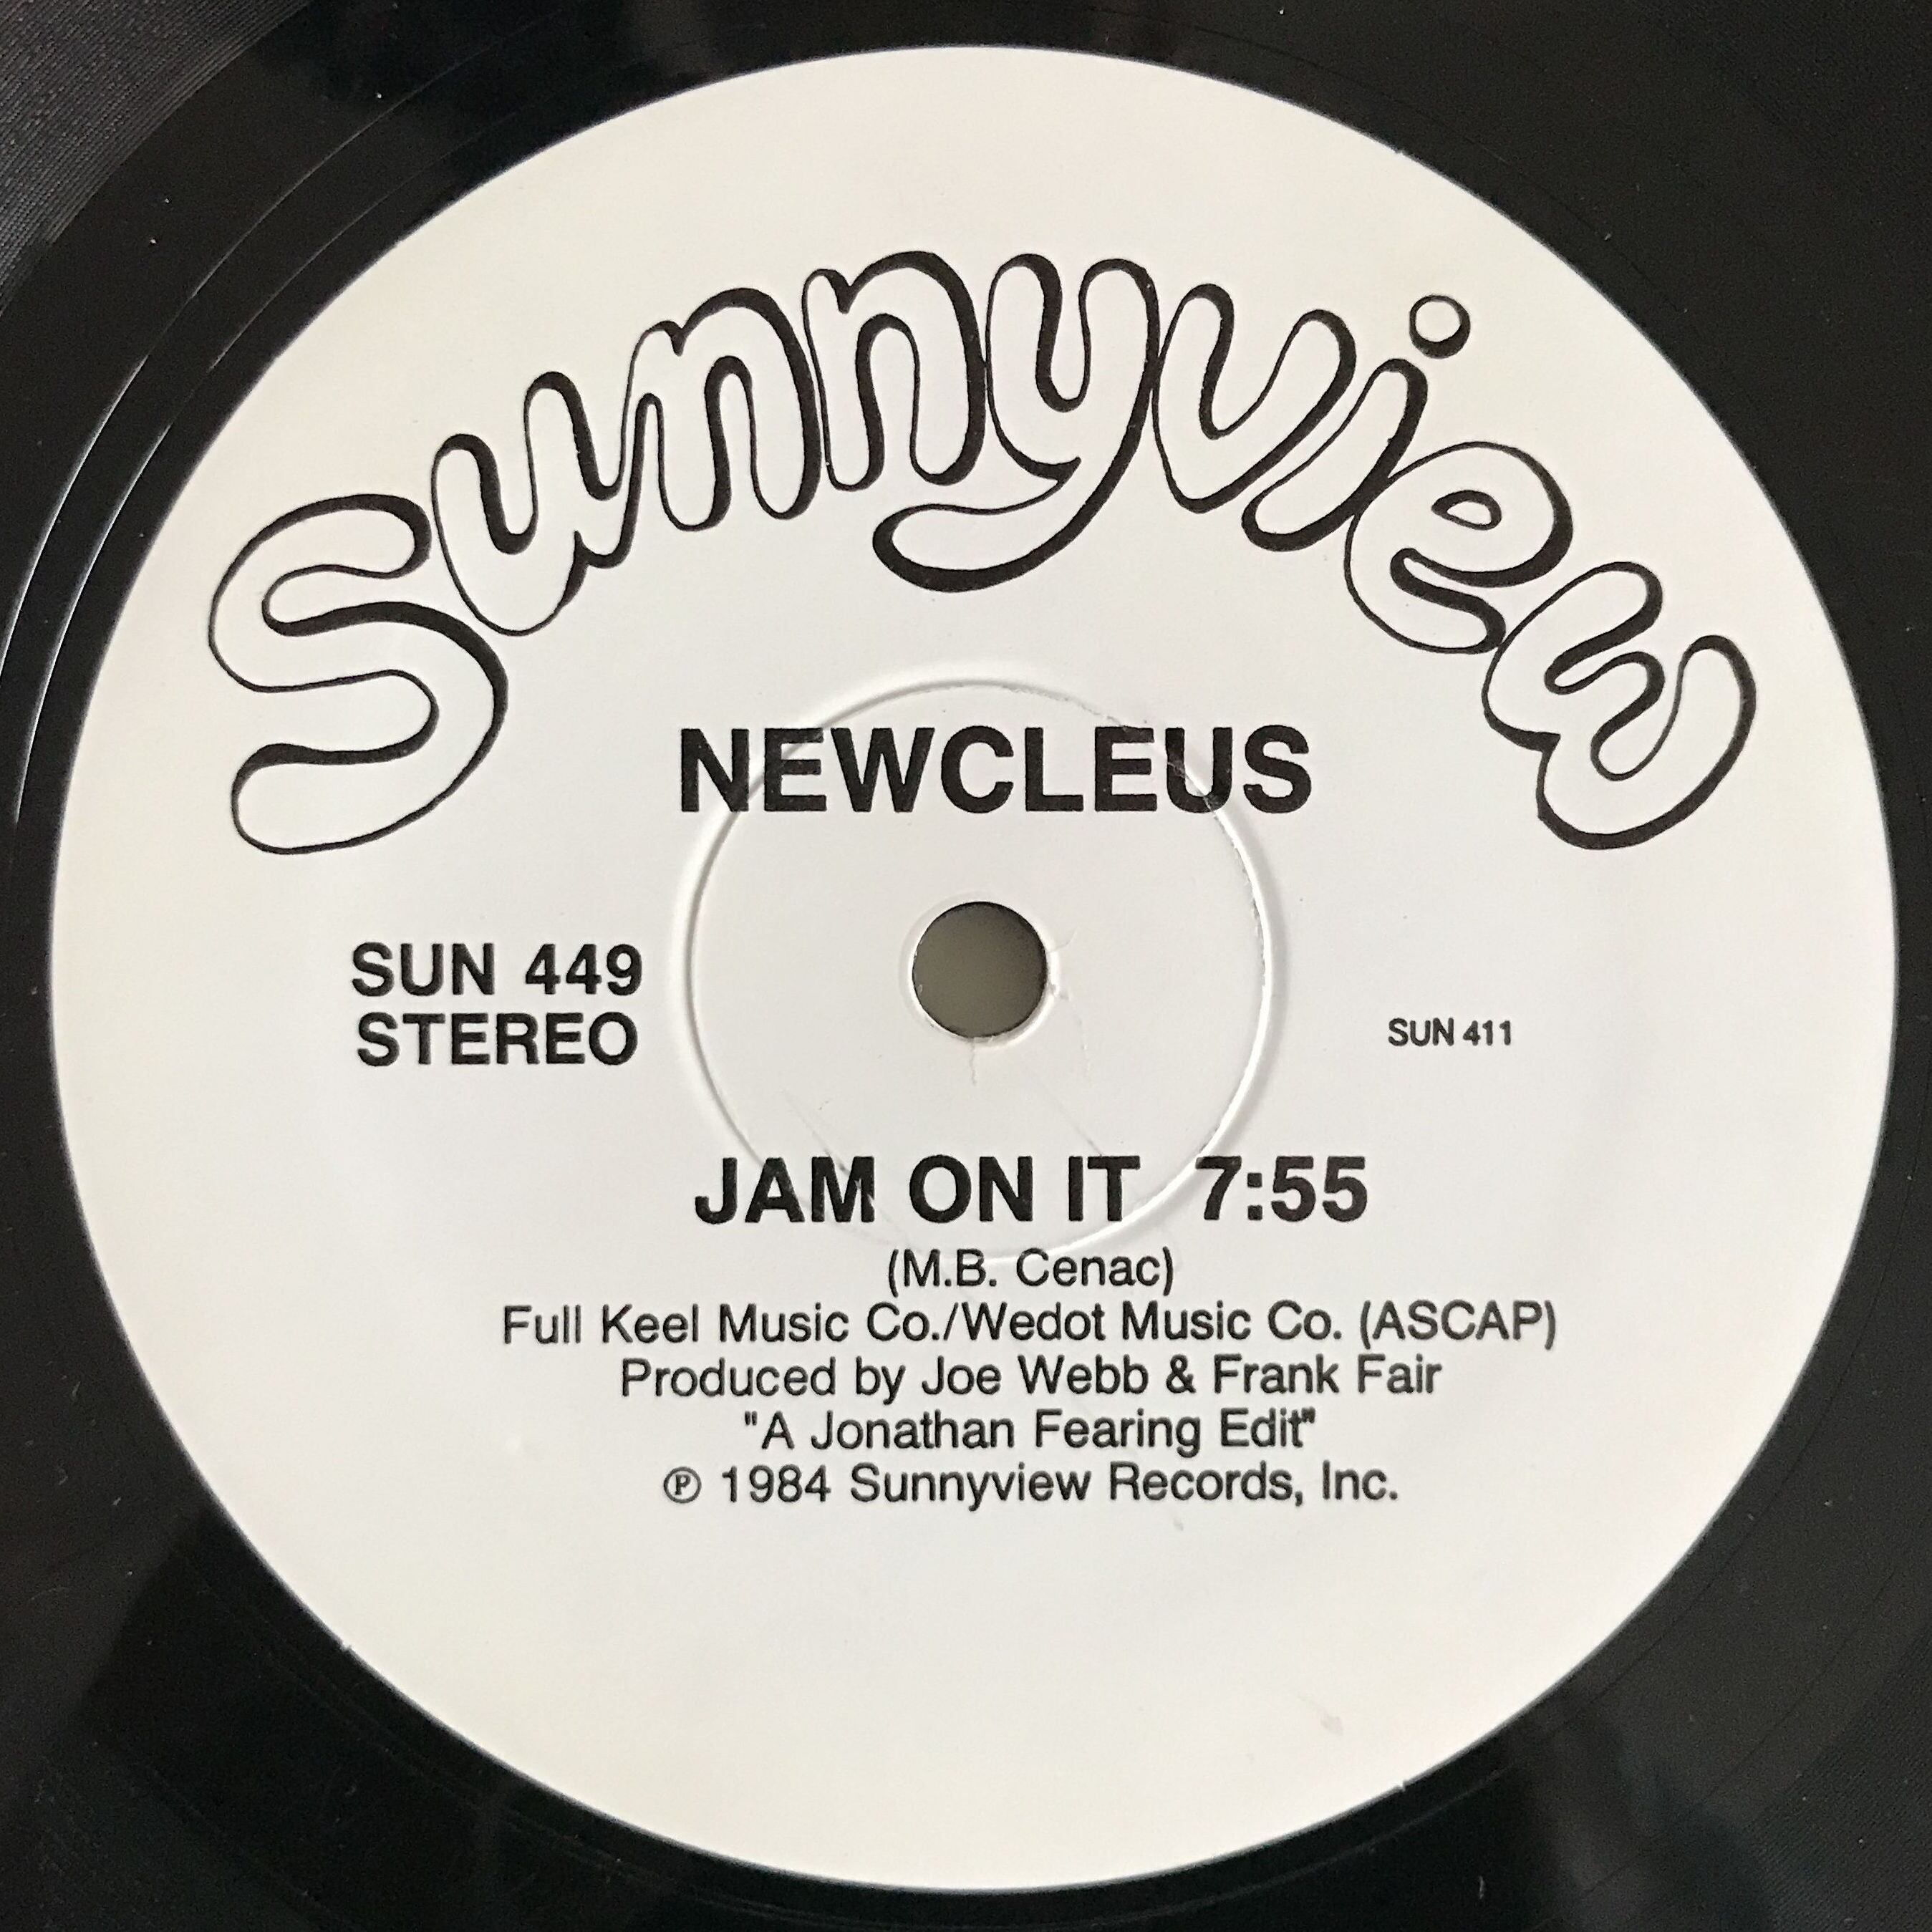 Sunnyview
NEWCLEUS
SUN 449
STEREO
SUN 411
JAM ON IT 7:55
(M.B. Cenac)
Full Keel Music Co./Wedot Music Co. (ASCAP)
Produced by Joe Webb & Frank Fair
"A Jonathan Fearing Edit"
℗ 1984 Sunnyview Records, Inc.